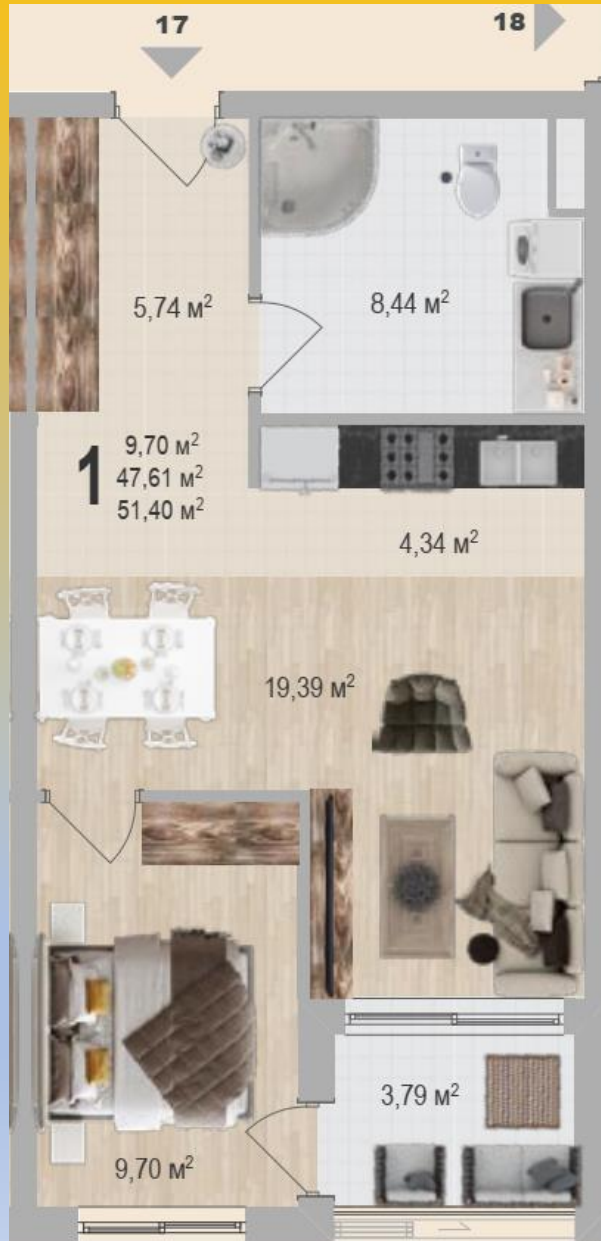 17
18
5,74 м²
8,44 м²
1
9,70 м²
47,61 м²
51,40 м²
4,34 м²
19,39 м²
3,79 м²
9,70 м²